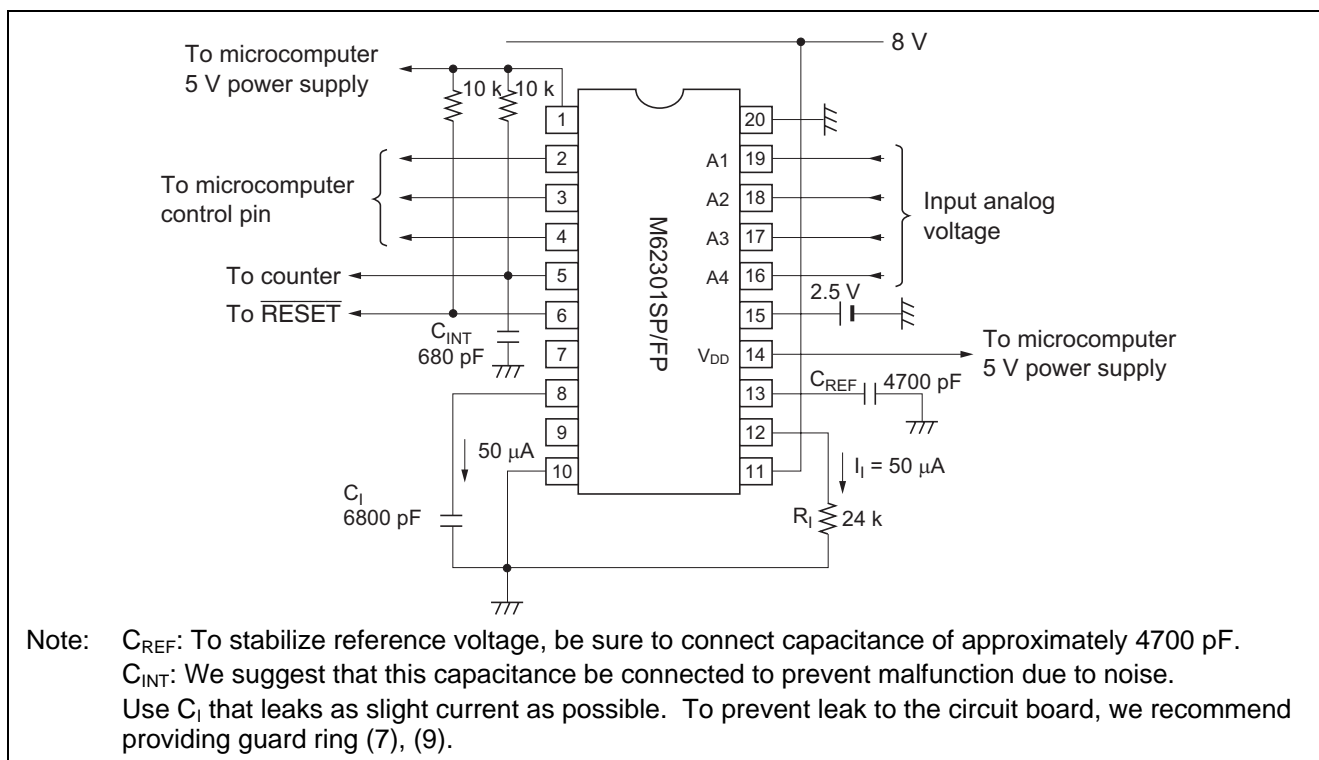 8 V
To microcomputer
5 V power supply
10 k
10 k
1
2
3
4
5
6
7
8
9
10
20
19
18
17
16
15
14
13
12
11
A1
A2
A3
A4
V_DD
M62301SP/FP
To microcomputer
control pin
To counter
To R̅E̅S̅E̅T̅
C_INT
680 pF
50 μA
C_I
6800 pF
Input analog
voltage
2.5 V
To microcomputer
5 V power supply
C_REF
4700 pF
I_I = 50 μA
R_I
24 k
Note: C_REF: To stabilize reference voltage, be sure to connect capacitance of approximately 4700 pF.
C_INT: We suggest that this capacitance be connected to prevent malfunction due to noise.
Use C_I that leaks as slight current as possible. To prevent leak to the circuit board, we recommend
providing guard ring (7), (9).